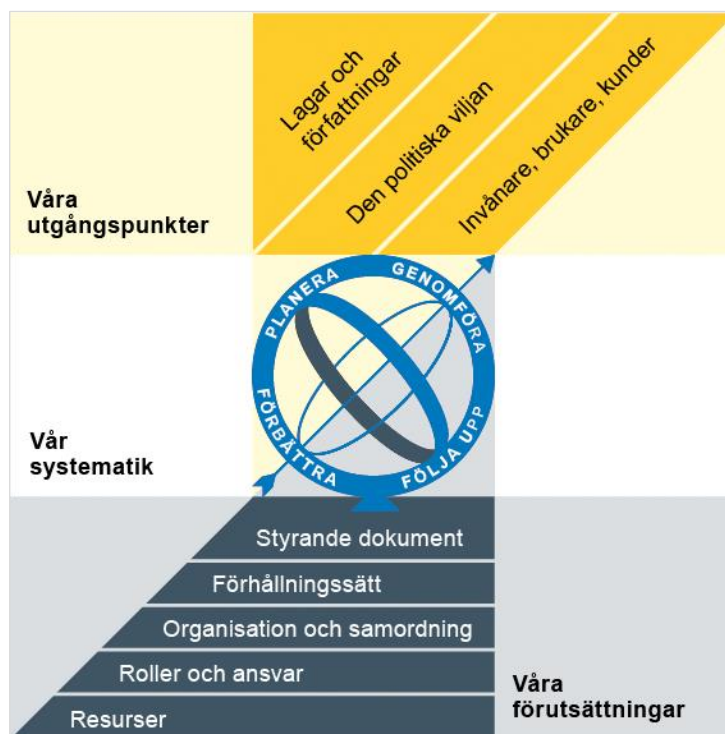 Lagar och
författningar
Den politiska viljan
Invånare, brukare, kunder
Våra
utgångspunkter
PLANERA
GENOMFÖRA
FÖRBÄTTRA
FÖLJA UPP
Vår
systematik
Styrande dokument
Förhållningssätt
Organisation och samordning
Roller och ansvar
Resurser
Våra
förutsättningar